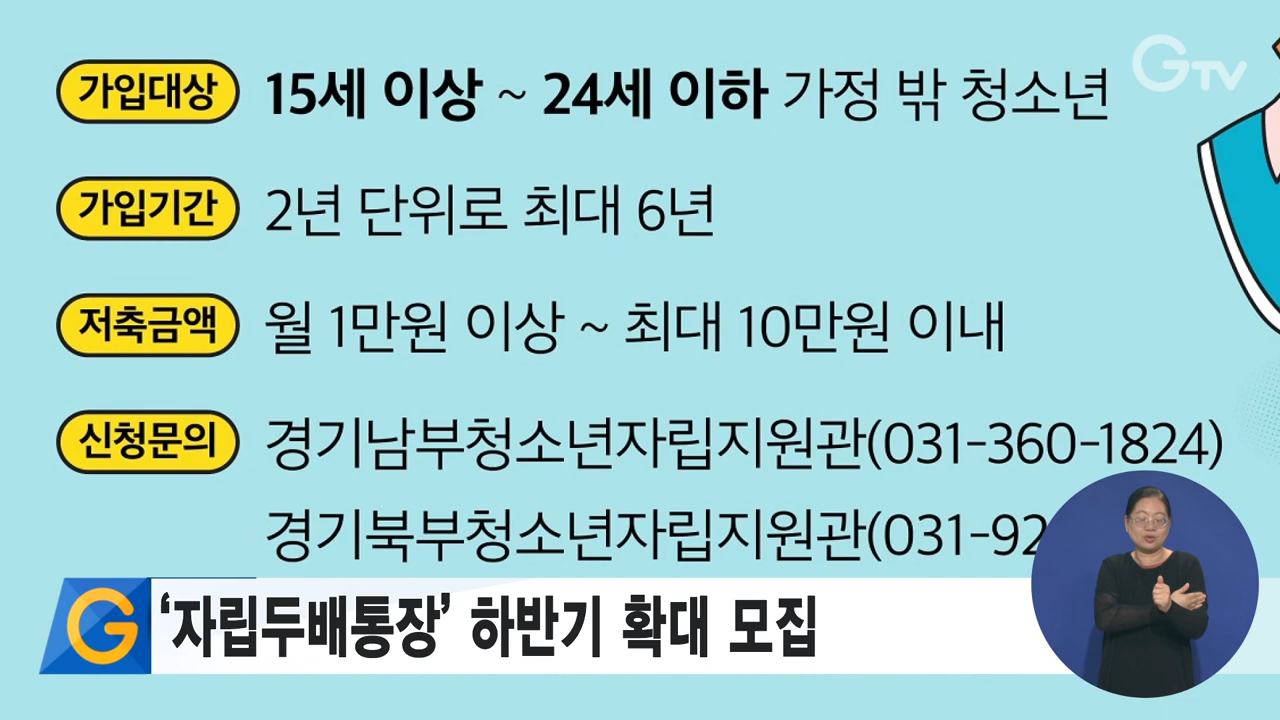 GTV
가입대상 15세 이상 ~ 24세 이하 가정 밖 청소년
가입기간 2년 단위로 최대 6년
저축금액 월 1만원 이상 ~ 최대 10만원 이내
신청문의 경기남부청소년자립지원관(031-360-1824)
경기북부청소년자립지원관(031-92
G '자립두배통장' 하반기 확대 모집